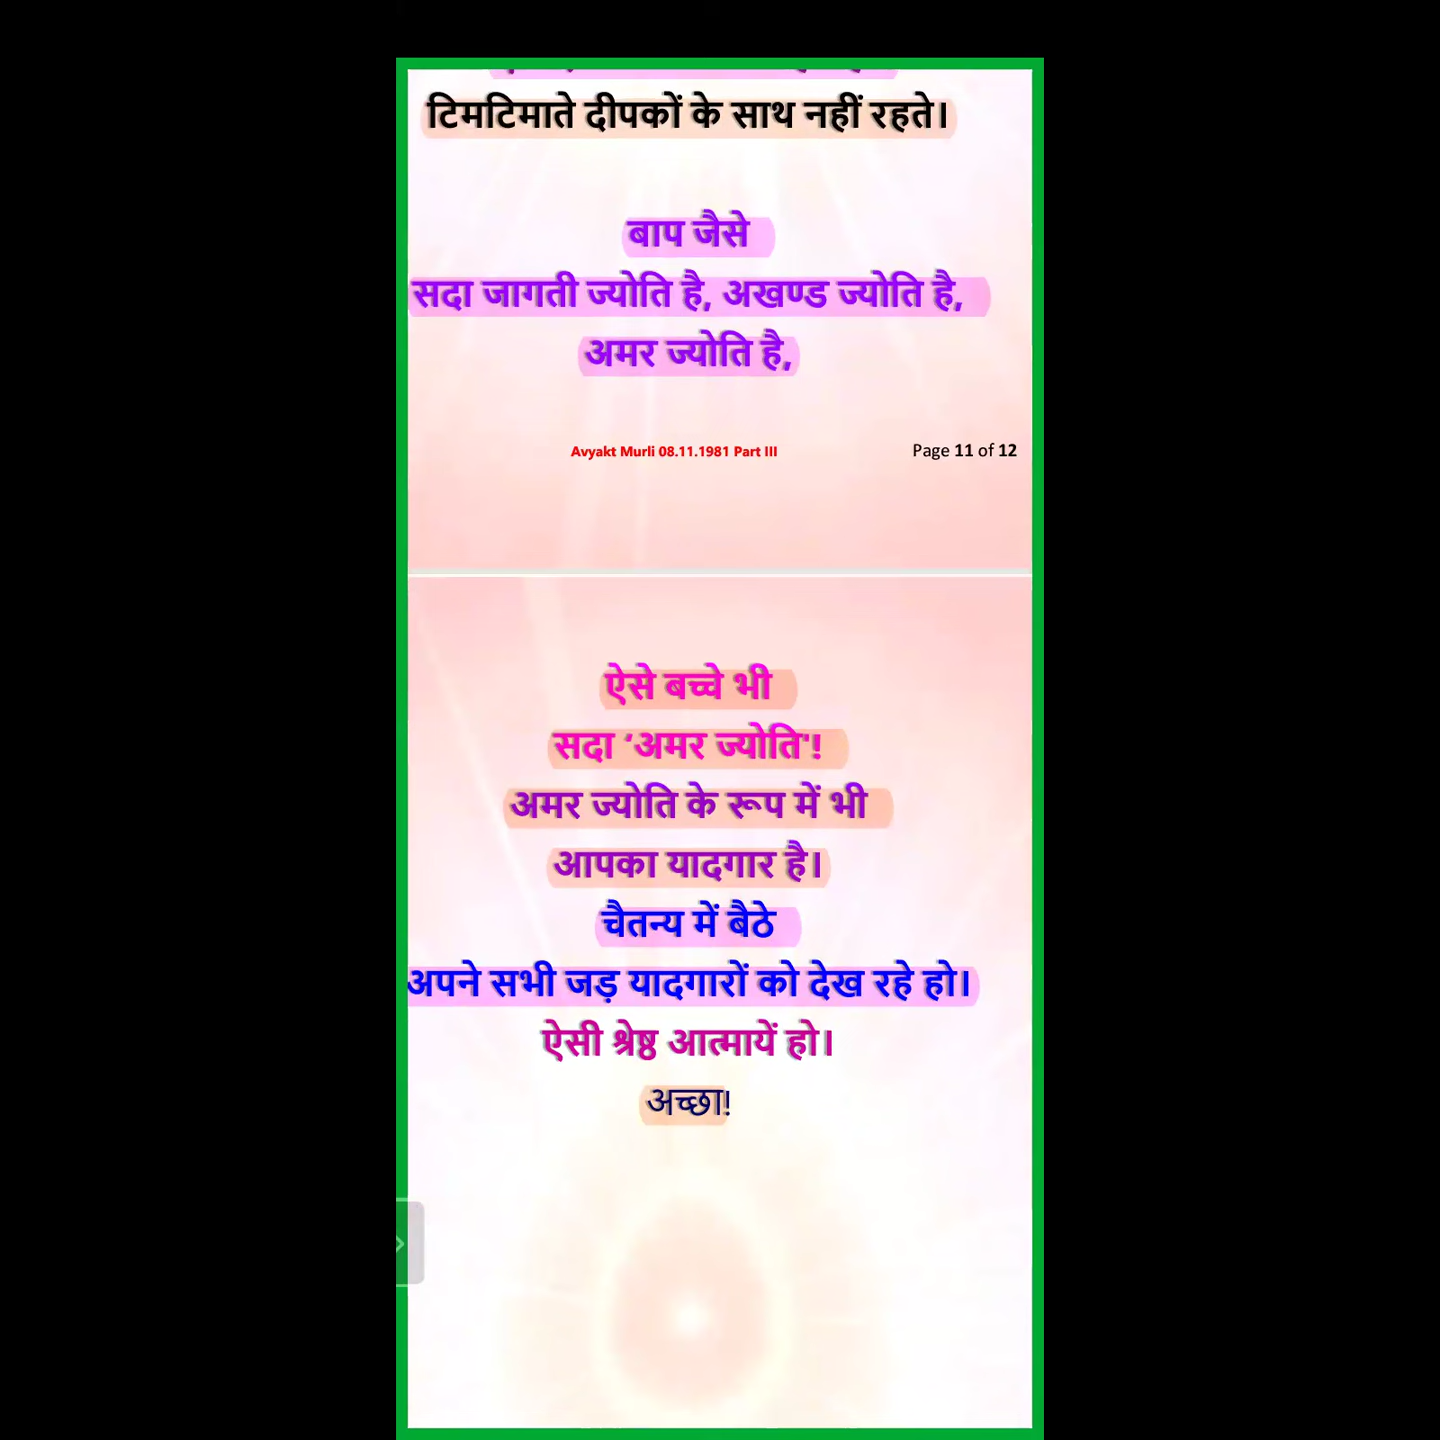 टिमटिमाते दीपकों के साथ नहीं रहते।
बाप जैसे
सदा जागती ज्योति है, अखण्ड ज्योति है,
अमर ज्योति है,
Avyakt Murli 08.11.1981 Part III
Page 11 of 12
ऐसे बच्चे भी
सदा ‘अमर ज्योति'!
अमर ज्योति के रूप में भी
आपका यादगार है।
चैतन्य में बैठे
अपने सभी जड़ यादगारों को देख रहे हो।
ऐसी श्रेष्ठ आत्मायें हो।
अच्छा!